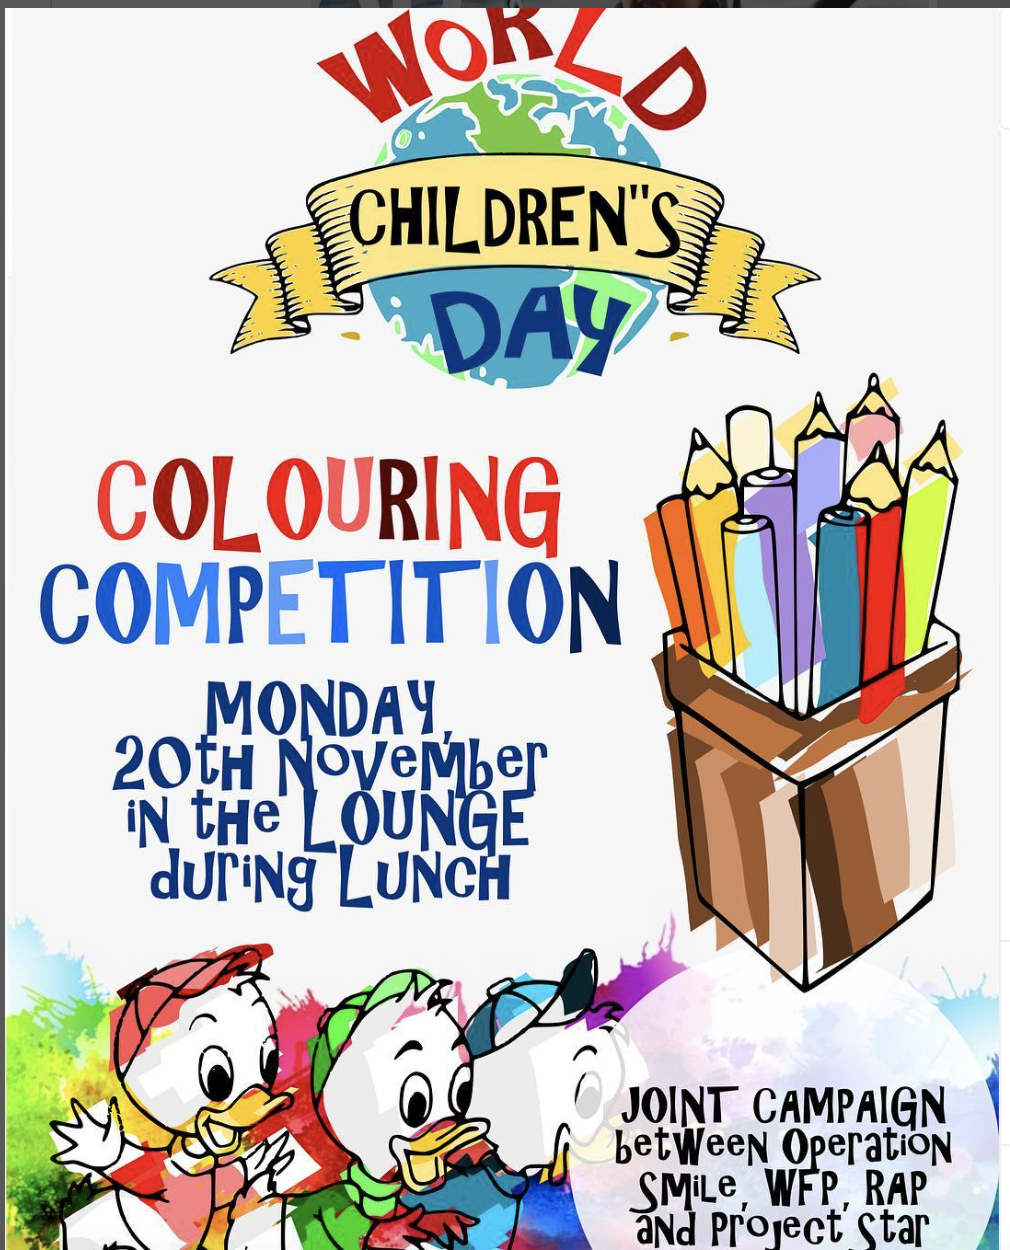 WORLD
CHILDREN"S
DAY
COLOURING
COMPETITION
MONDAY,
20tH November
iN tHe LOUNGE
during LUNCH
JOINT CAMPAIGN
betWeen Operation
SMiLe, WFP, RAP
and Project Star